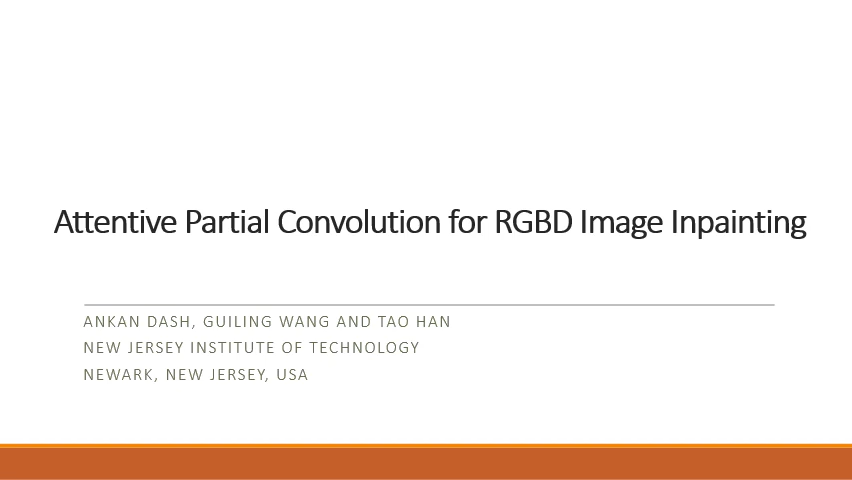 Attentive Partial Convolution for RGBD Image Inpainting
ANKAN DASH, GUILING WANG AND TAO HAN
NEW JERSEY INSTITUTE OF TECHNOLOGY
NEWARK, NEW JERSEY, USA